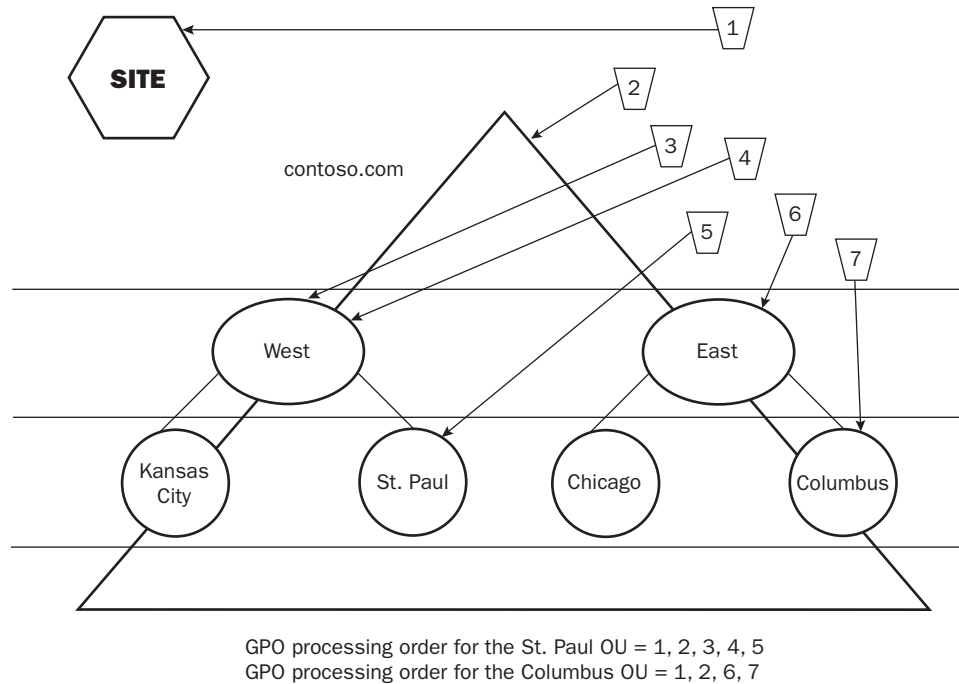 1
SITE
2
3
4
contoso.com
5
6
7
West
East
Kansas
City
St. Paul
Chicago
Columbus
GPO processing order for the St. Paul OU = 1, 2, 3, 4, 5
GPO processing order for the Columbus OU = 1, 2, 6, 7